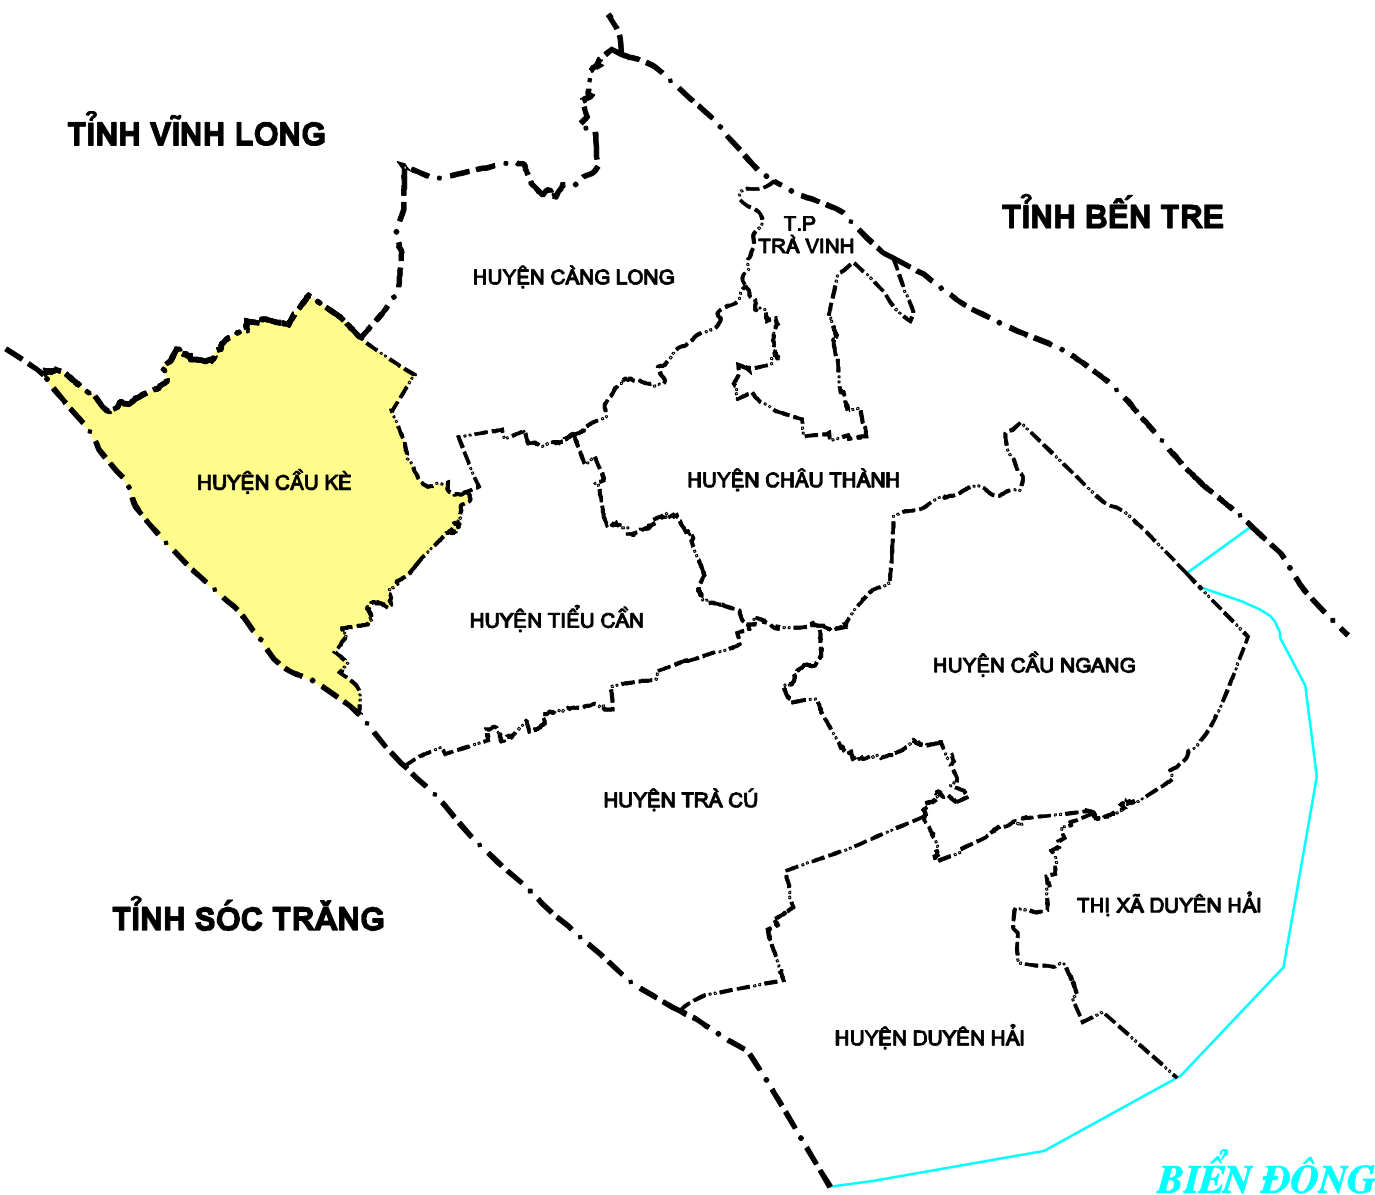 TỈNH VĨNH LONG
TỈNH BẾN TRE
T.P
TRÀ VINH
HUYỆN CÀNG LONG
HUYỆN CẦU KÈ
HUYỆN CHÂU THÀNH
HUYỆN TIỂU CẦN
HUYỆN CẦU NGANG
HUYỆN TRÀ CÚ
TỈNH SÓC TRĂNG
THỊ XÃ DUYÊN HẢI
HUYỆN DUYÊN HẢI
BIỂN ĐÔNG